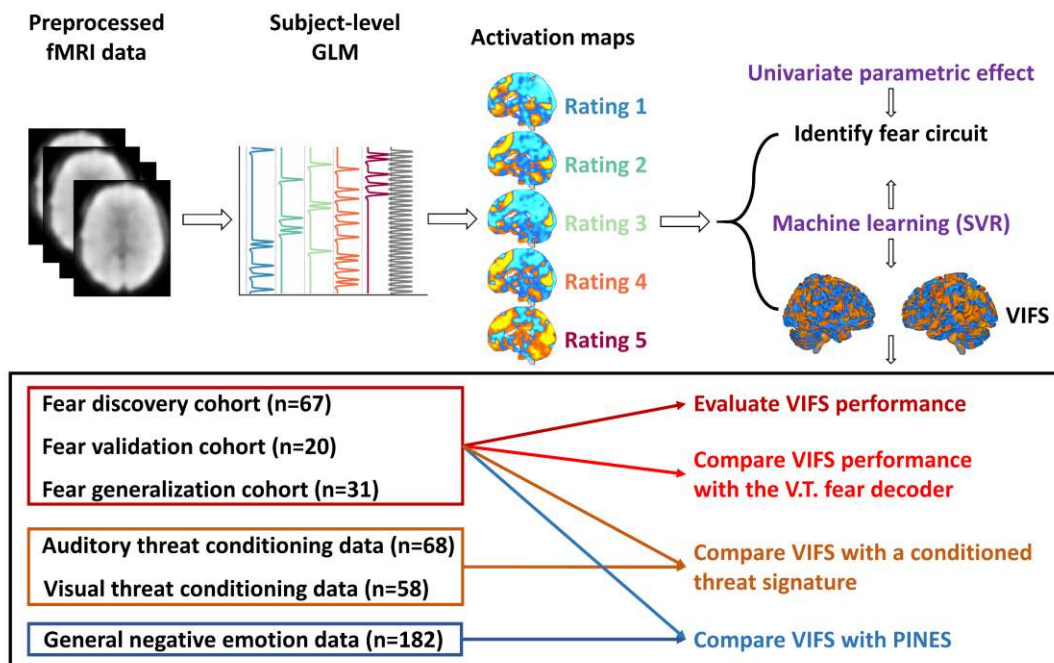 Preprocessed
fMRI data
Subject-level
GLM
Activation maps
Rating 1
Rating 2
Rating 3
Rating 4
Rating 5
Univariate parametric effect
Identify fear circuit
Machine learning (SVR)
VIFS
Fear discovery cohort (n=67)
Fear validation cohort (n=20)
Fear generalization cohort (n=31)
Auditory threat conditioning data (n=68)
Visual threat conditioning data (n=58)
General negative emotion data (n=182)
Evaluate VIFS performance
Compare VIFS performance
with the V.T. fear decoder
Compare VIFS with a conditioned
threat signature
Compare VIFS with PINES